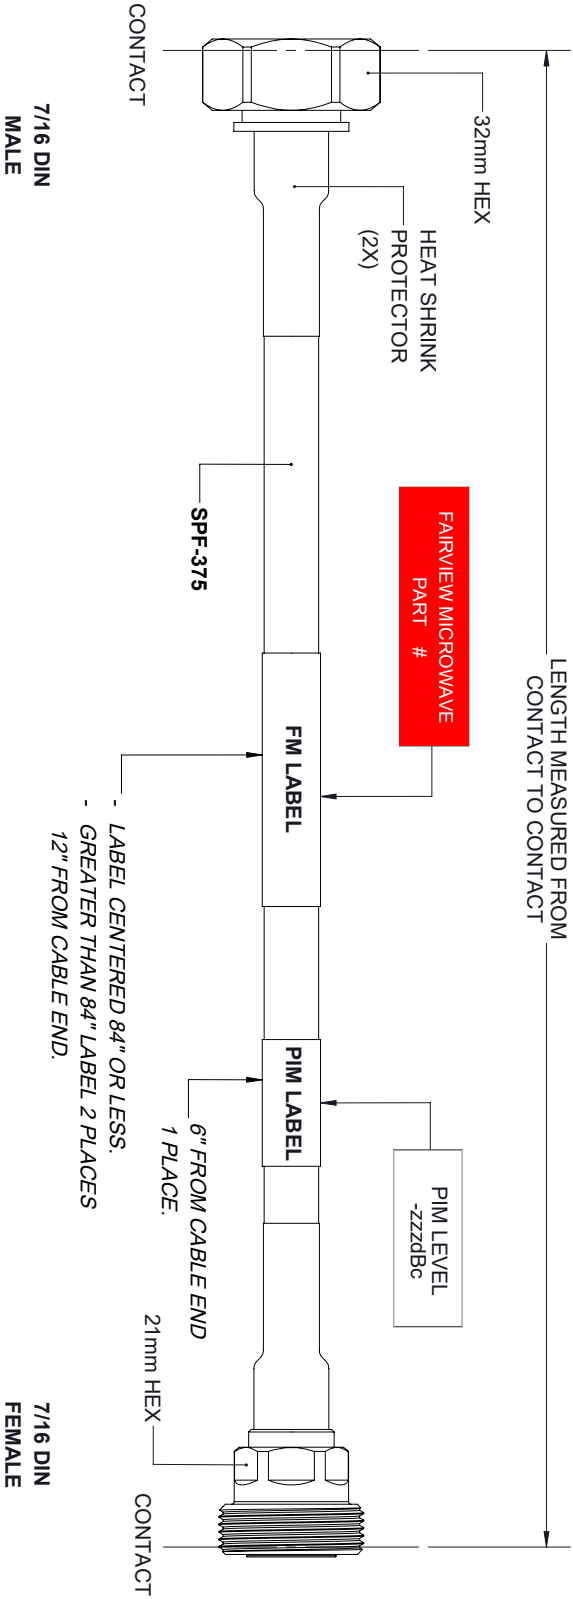 LENGTH MEASURED FROM
CONTACT TO CONTACT
32mm HEX
HEAT SHRINK
PROTECTOR
(2X)
FAIRVIEW MICROWAVE
PART #
PIM LEVEL
-zzzdBc
FM LABEL
PIM LABEL
SPF-375
6" FROM CABLE END
1 PLACE.
21mm HEX
CONTACT
CONTACT
- LABEL CENTERED 84" OR LESS.
- GREATER THAN 84" LABEL 2 PLACES
12" FROM CABLE END.
7/16 DIN
MALE
7/16 DIN
FEMALE